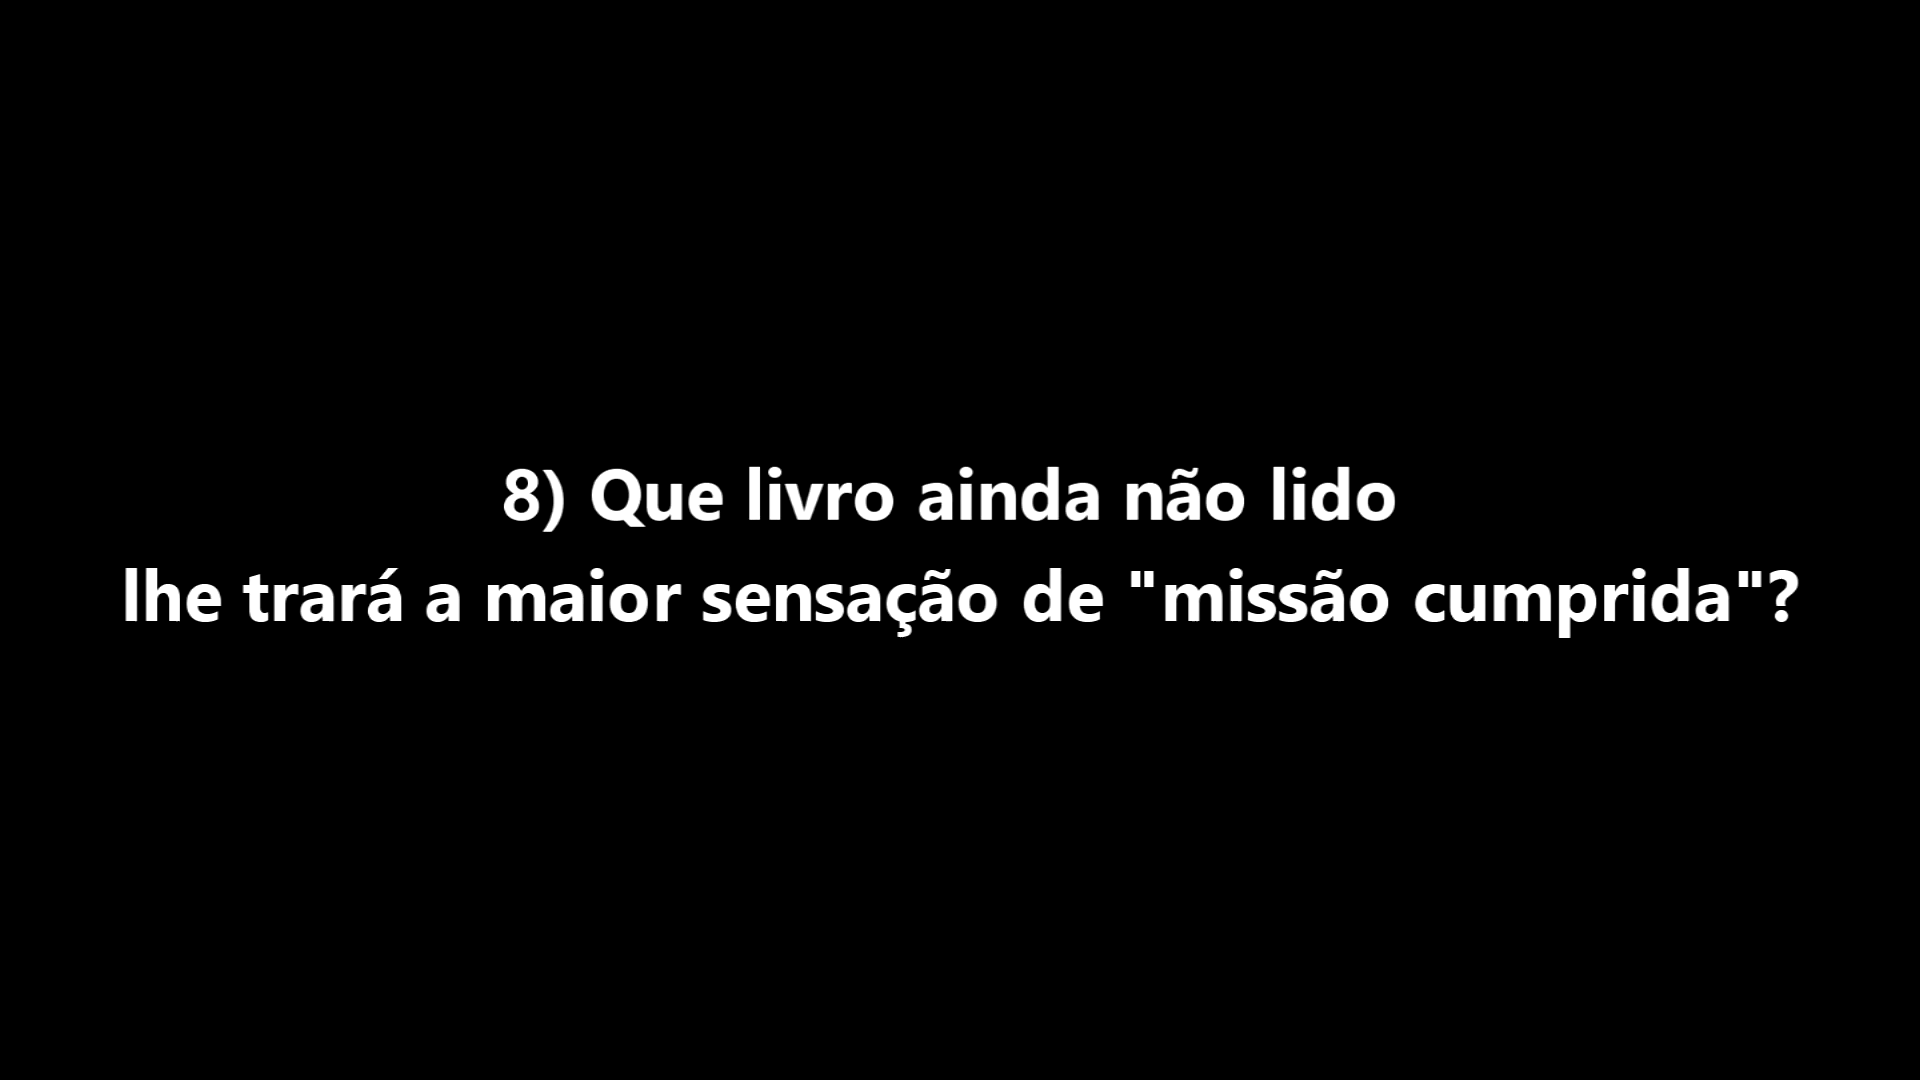 8) Que livro ainda não lido
lhe trará a maior sensação de "missão cumprida"?